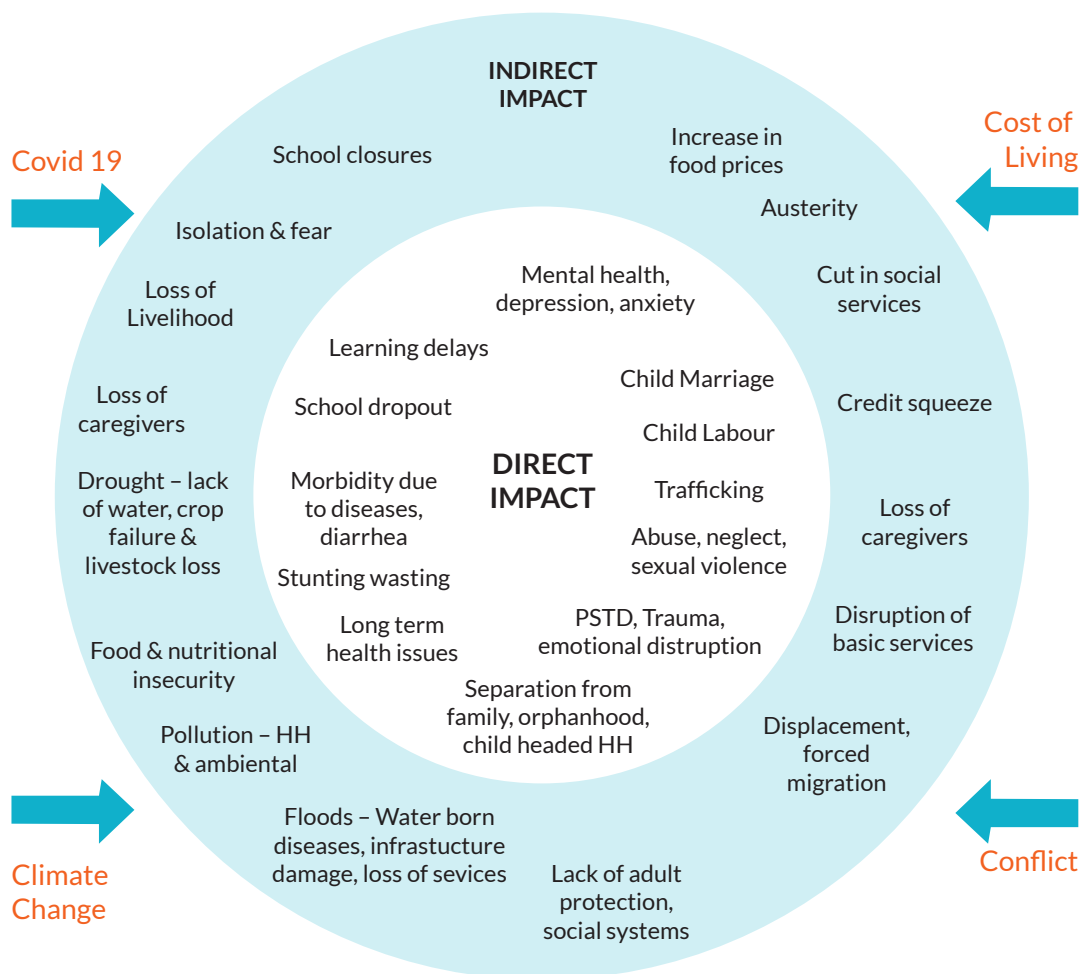 INDIRECT
IMPACT
Covid 19
Cost of
Living
School closures
Increase in
food prices
Isolation & fear
Austerity
Loss of
Livelihood
Cut in social
services
Loss of
caregivers
Credit squeeze
Drought – lack
of water, crop
failure &
livestock loss
Loss of
caregivers
Food & nutritional
insecurity
Disruption of
basic services
Pollution – HH
& ambiental
Displacement,
forced
migration
Floods – Water born
diseases, infrastucture
damage, loss of sevices
Lack of adult
protection,
social systems
Climate
Change
Conflict
DIRECT
IMPACT
Mental health,
depression, anxiety
Learning delays
Child Marriage
School dropout
Child Labour
Morbidity due
to diseases,
diarrhea
Trafficking
Abuse, neglect,
sexual violence
Stunting wasting
Long term
health issues
PSTD, Trauma,
emotional distruption
Separation from
family, orphanhood,
child headed HH